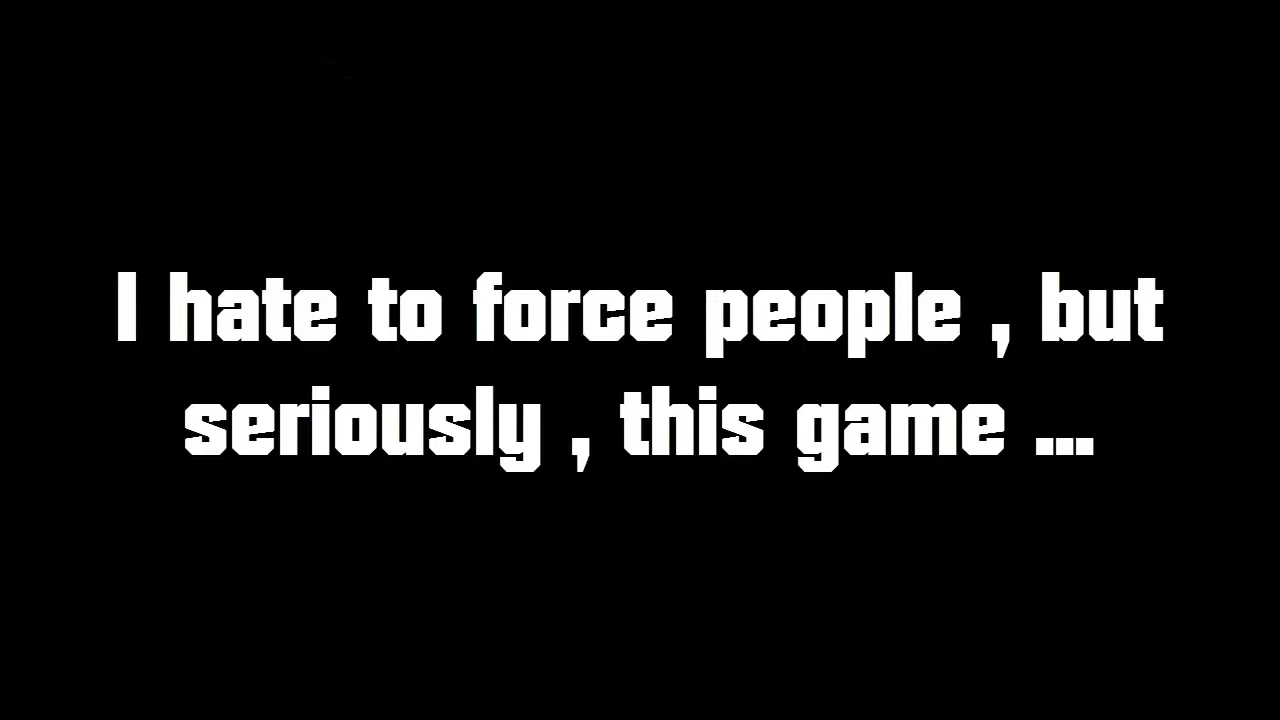 I hate to force people , but
seriously , this game ...